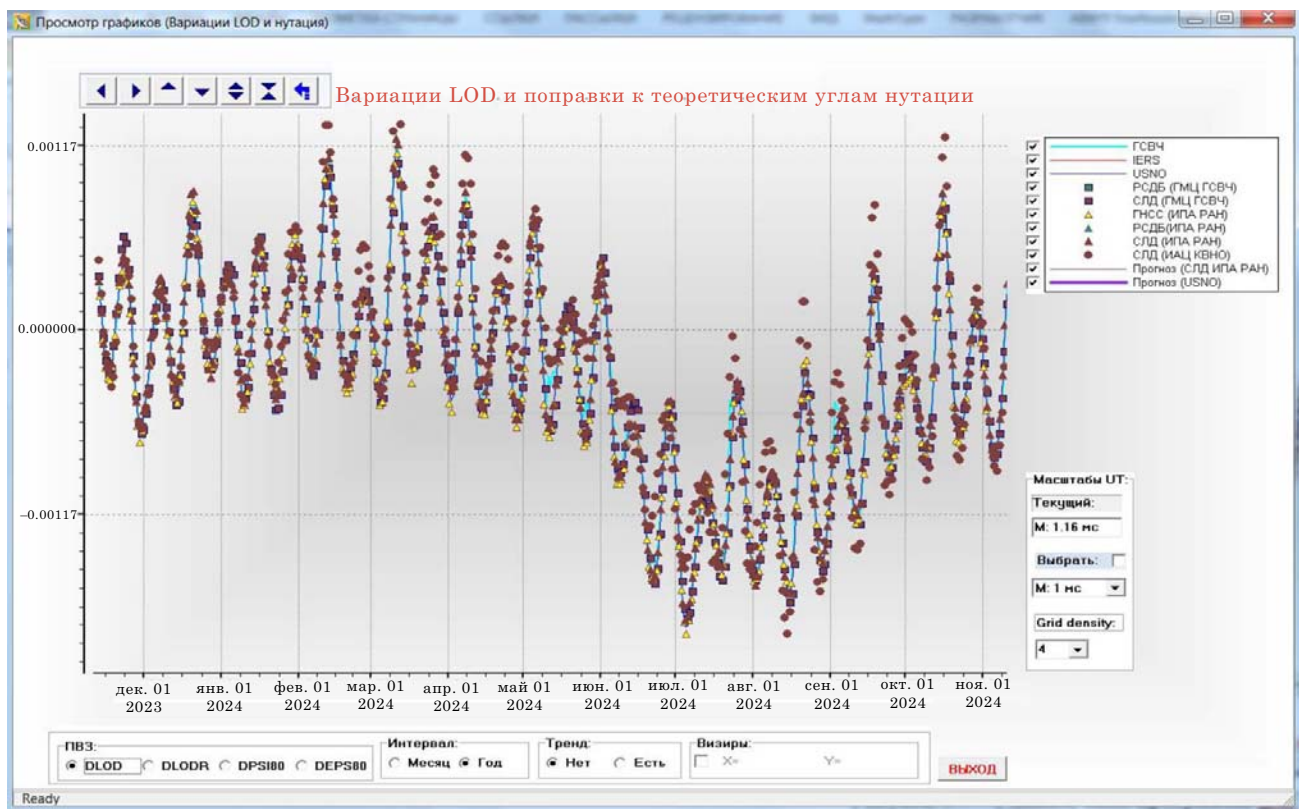 Просмотр графиков (Вариации LOD и нутация)
Вариации LOD и поправки к теоретическим углам нутации
0.00117
0.000000
−0.00117
ГСВЧ
IERS
USNO
РСДБ (ГМЦ ГСВЧ)
СЛД (ГМЦ ГСВЧ)
ГНСС (ИПА РАН)
РСДБ(ИПА РАН)
СЛД (ИПА РАН)
СЛД (ИАЦ КВНО)
Прогноз (СЛД ИПА РАН)
Прогноз (USNO)
Масштабы UT:
Текущий:
М: 1.16 мс
Выбрать:
М: 1 мс
Grid density:
4
дек. 01 янв. 01 фев. 01 мар. 01 апр. 01 май 01 июн. 01 июл. 01 авг. 01 сен. 01 окт. 01 ноя. 01
2023 2024 2024 2024 2024 2024 2024 2024 2024 2024 2024 2024
ПВЗ: Интервал: Тренд: Визиры:
DLOD DLODR DPSI80 DEPS80 Месяц Год Нет Есть X= Y=
ВЫХОД
Ready